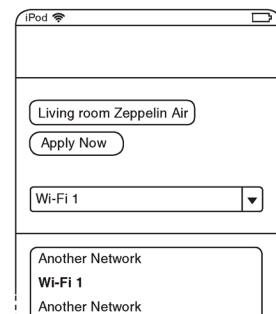 iPod
Living room Zeppelin Air
Apply Now
Wi-Fi 1
Another Network
Wi-Fi 1
Another Network